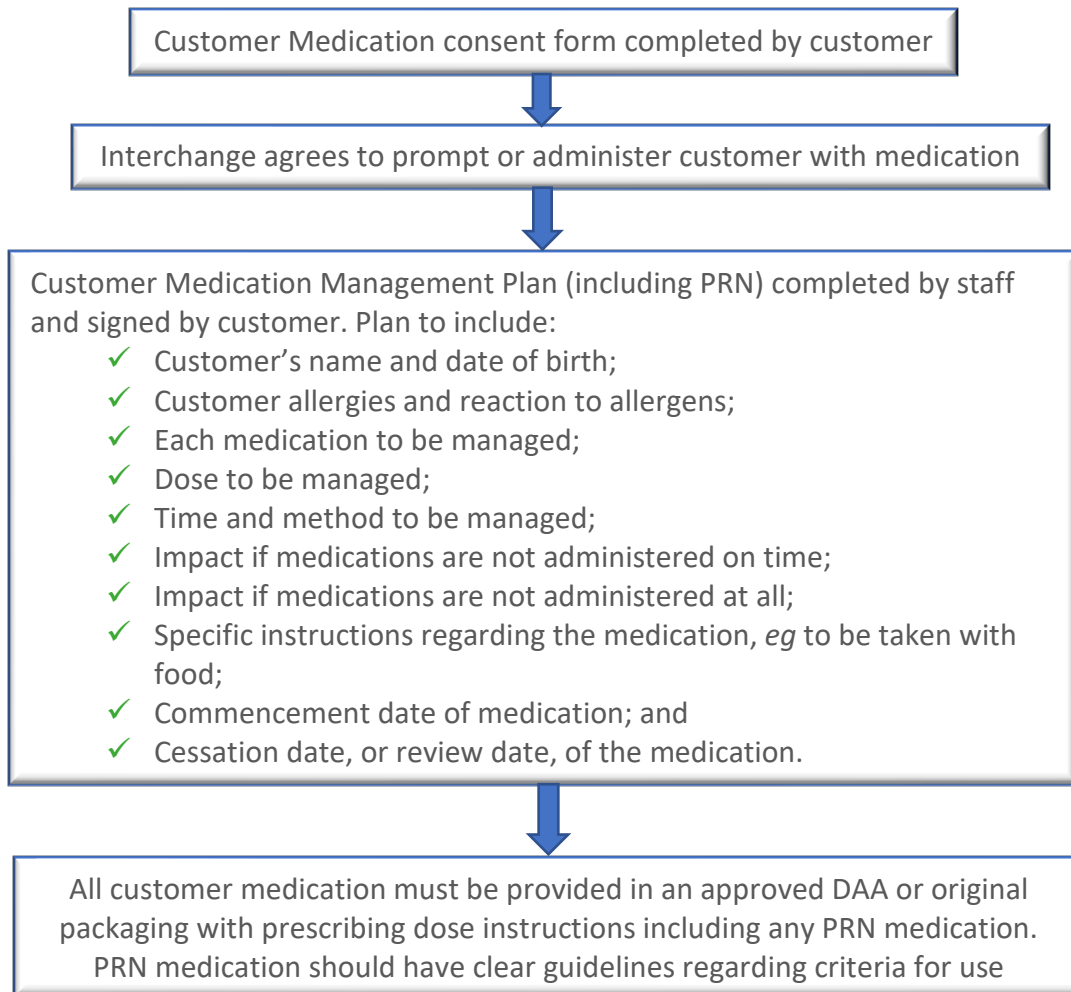 Customer Medication consent form completed by customer
Interchange agrees to prompt or administer customer with medication
Customer Medication Management Plan (including PRN) completed by staff
and signed by customer. Plan to include:
✓ Customer’s name and date of birth;
✓ Customer allergies and reaction to allergens;
✓ Each medication to be managed;
✓ Dose to be managed;
✓ Time and method to be managed;
✓ Impact if medications are not administered on time;
✓ Impact if medications are not administered at all;
✓ Specific instructions regarding the medication, eg to be taken with
food;
✓ Commencement date of medication; and
✓ Cessation date, or review date, of the medication.
All customer medication must be provided in an approved DAA or original
packaging with prescribing dose instructions including any PRN medication.
PRN medication should have clear guidelines regarding criteria for use